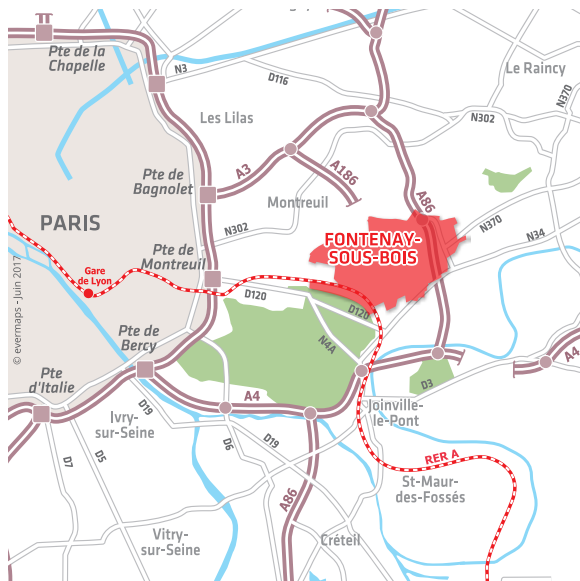 Pte de la
Chapelle
N3
D116
Le Raincy
N370
N302
Les Lilas
A3
A186
Pte de
Bagnolet
Montreuil
A86
PARIS
N302
FONTENAY-
SOUS-BOIS
N370
N34
Pte de
Montreuil
Gare
de Lyon
D120
D120
© evermaps - Juin 2017
Pte de
Bercy
N4A
A4
Pte
d'Italie
D3
A4
D19
Ivry-
sur-Seine
Joinville-
le-Pont
D6
D19
D7
D5
RER A
St-Maur-
des-Fossés
A86
Vitry-
sur-Seine
Créteil